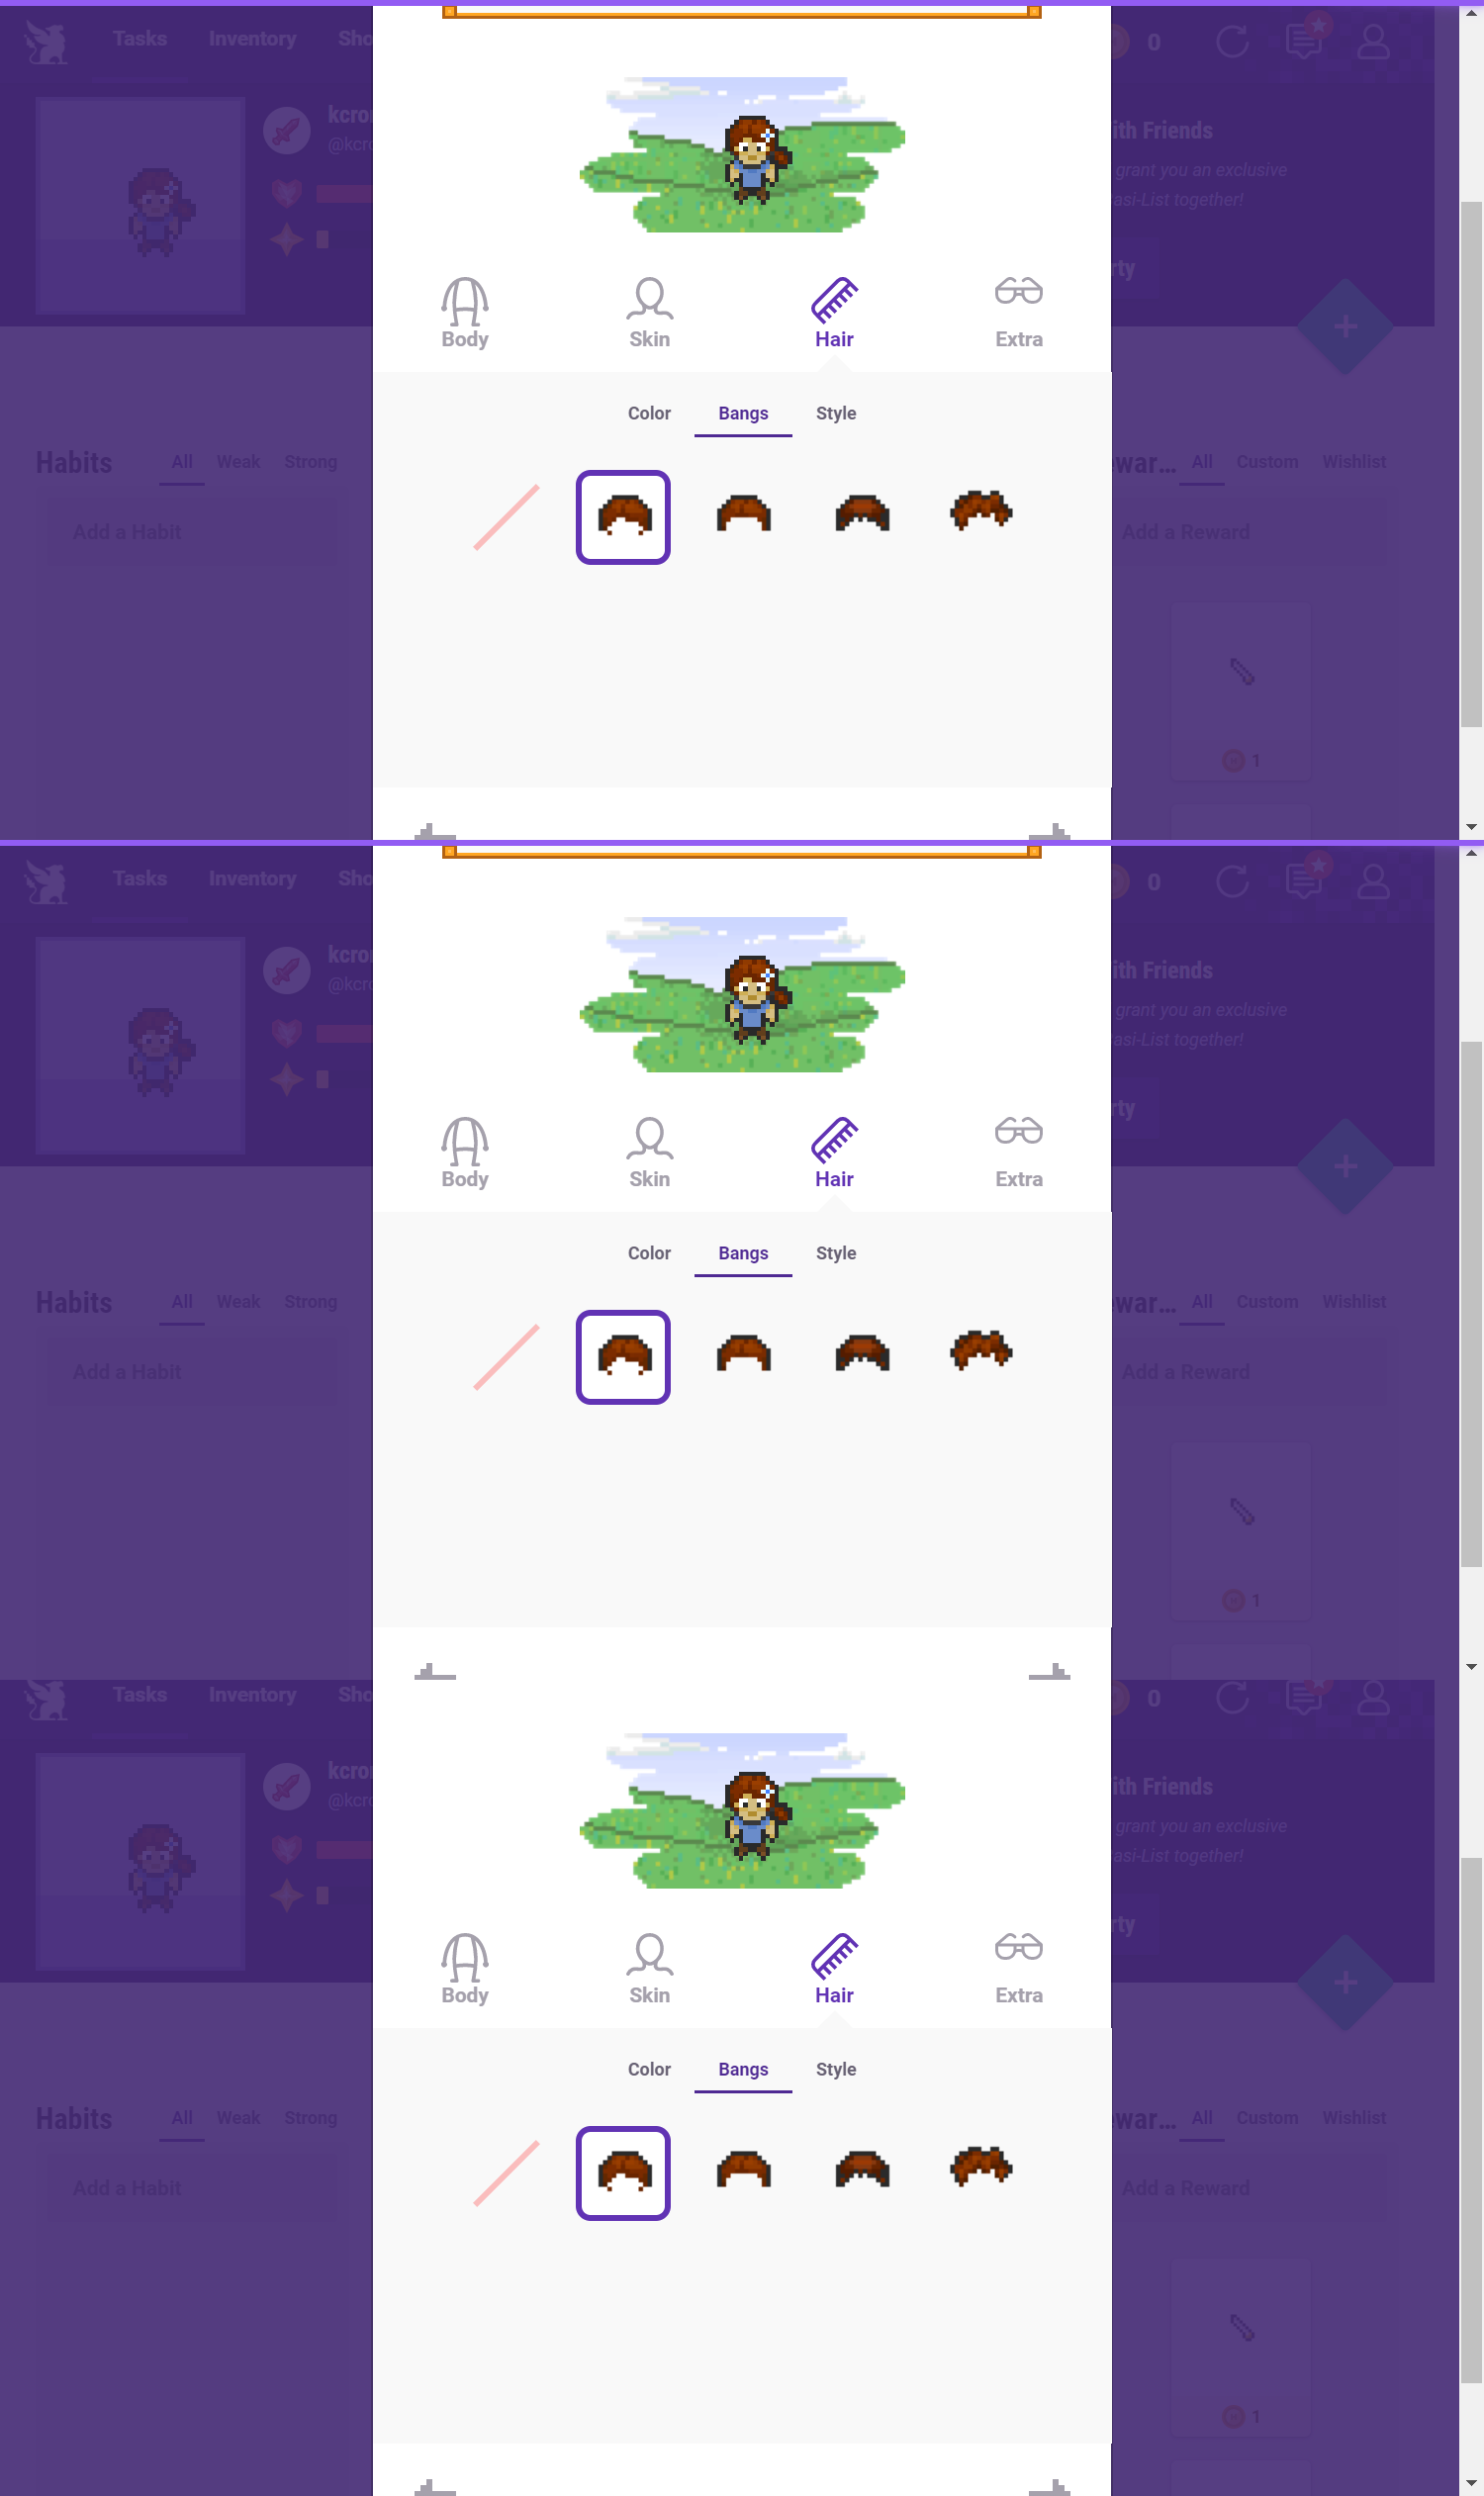 Tasks Inventory Sho 0
kcro
@kcro
ith Friends
grant you an exclusive
asi-List together!
rty
Body Skin Hair Extra
Color Bangs Style
Habits All Weak Strong
ewar... All Custom Wishlist
Add a Habit
Add a Reward
1
Tasks Inventory Sho 0
kcro
@kcro
ith Friends
grant you an exclusive
asi-List together!
rty
Body Skin Hair Extra
Color Bangs Style
Habits All Weak Strong
ewar... All Custom Wishlist
Add a Habit
Add a Reward
1
Tasks Inventory Sho 0
kcro
@kcro
ith Friends
grant you an exclusive
asi-List together!
rty
Body Skin Hair Extra
Color Bangs Style
Habits All Weak Strong
ewar... All Custom Wishlist
Add a Habit
Add a Reward
1